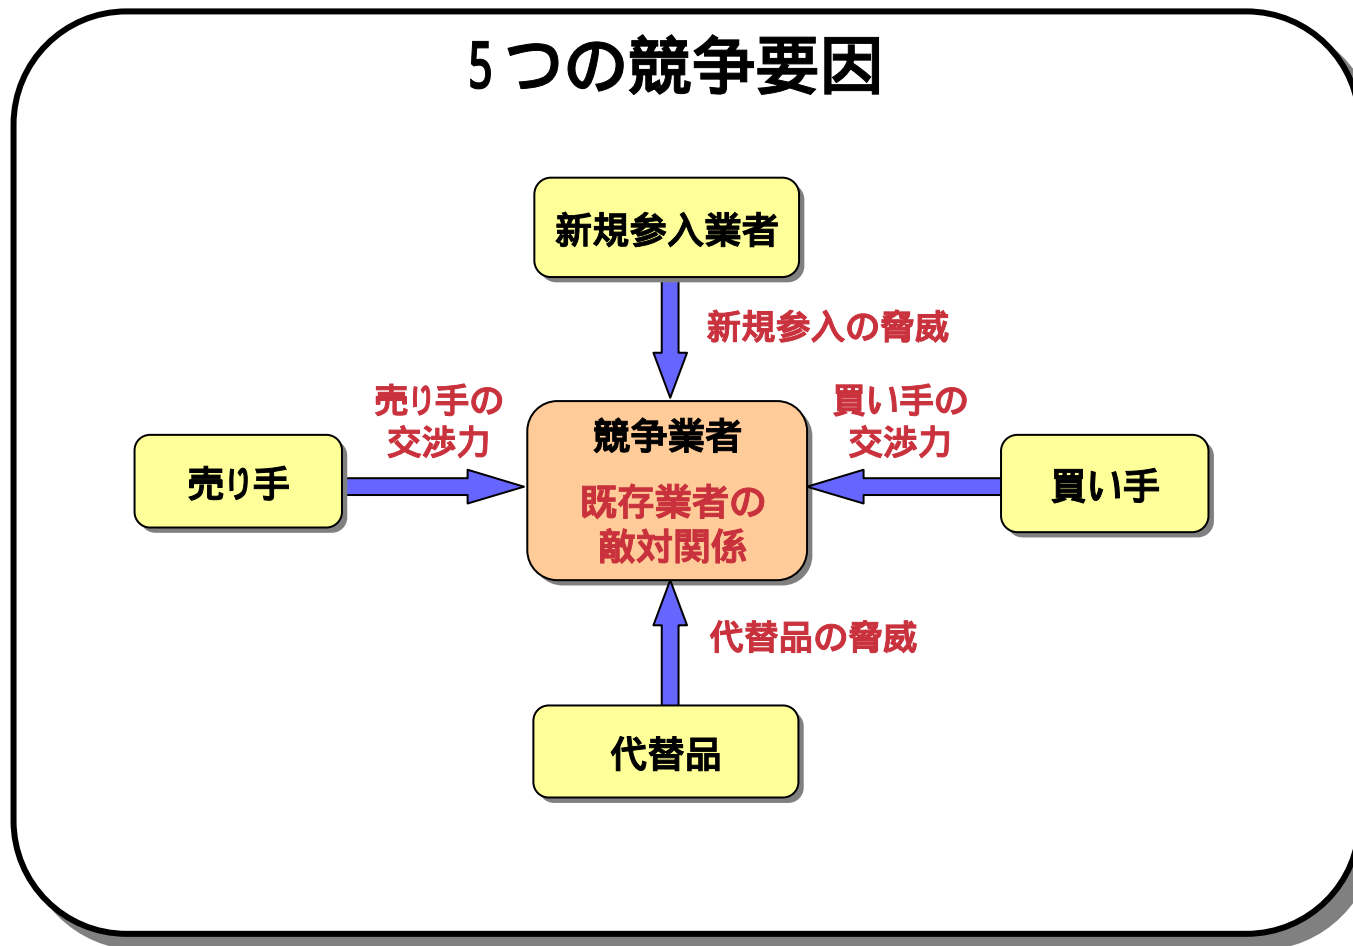 5つの競争要因
新規参入業者
新規参入の脅威
売り手の
交渉力
買い手の
交渉力
売り手
競争業者
既存業者の
敵対関係
買い手
代替品の脅威
代替品